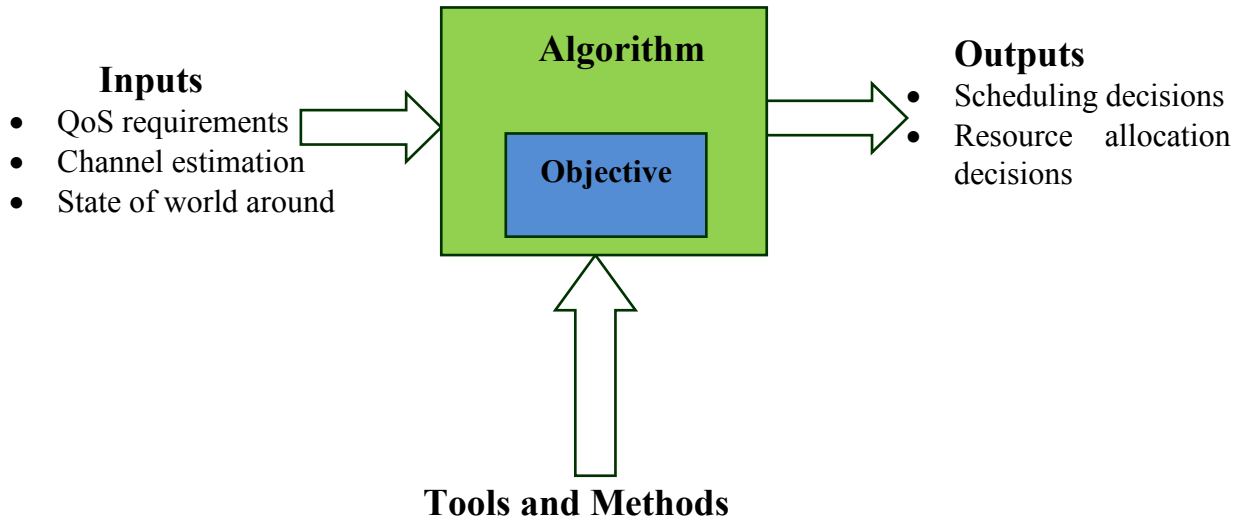 Inputs
• QoS requirements
• Channel estimation
• State of world around
Algorithm
Objective
Outputs
• Scheduling decisions
• Resource allocation
decisions
Tools and Methods